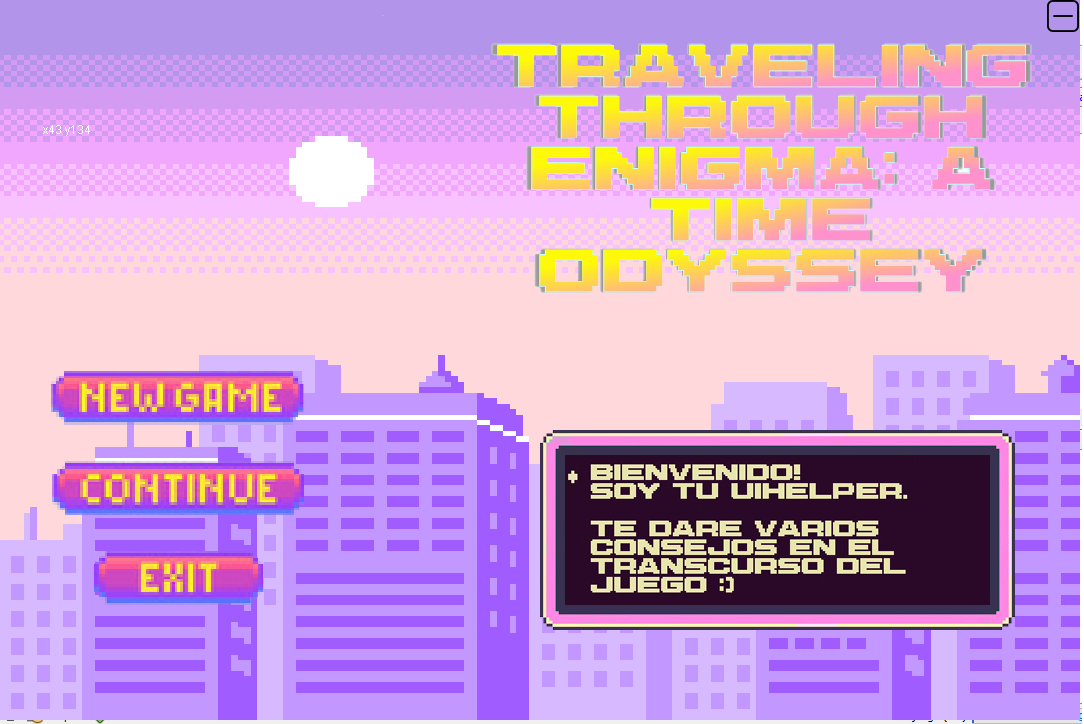 TRAVELING
THROUGH
ENIGMA: A
TIME
ODYSSEY
x43 y134
NEW GAME
CONTINUE
EXIT
BIENVENIDO!
SOY TU UIHELPER.
TE DARE VARIOS
CONSEJOS EN EL
TRANSCURSO DEL
JUEGO :)